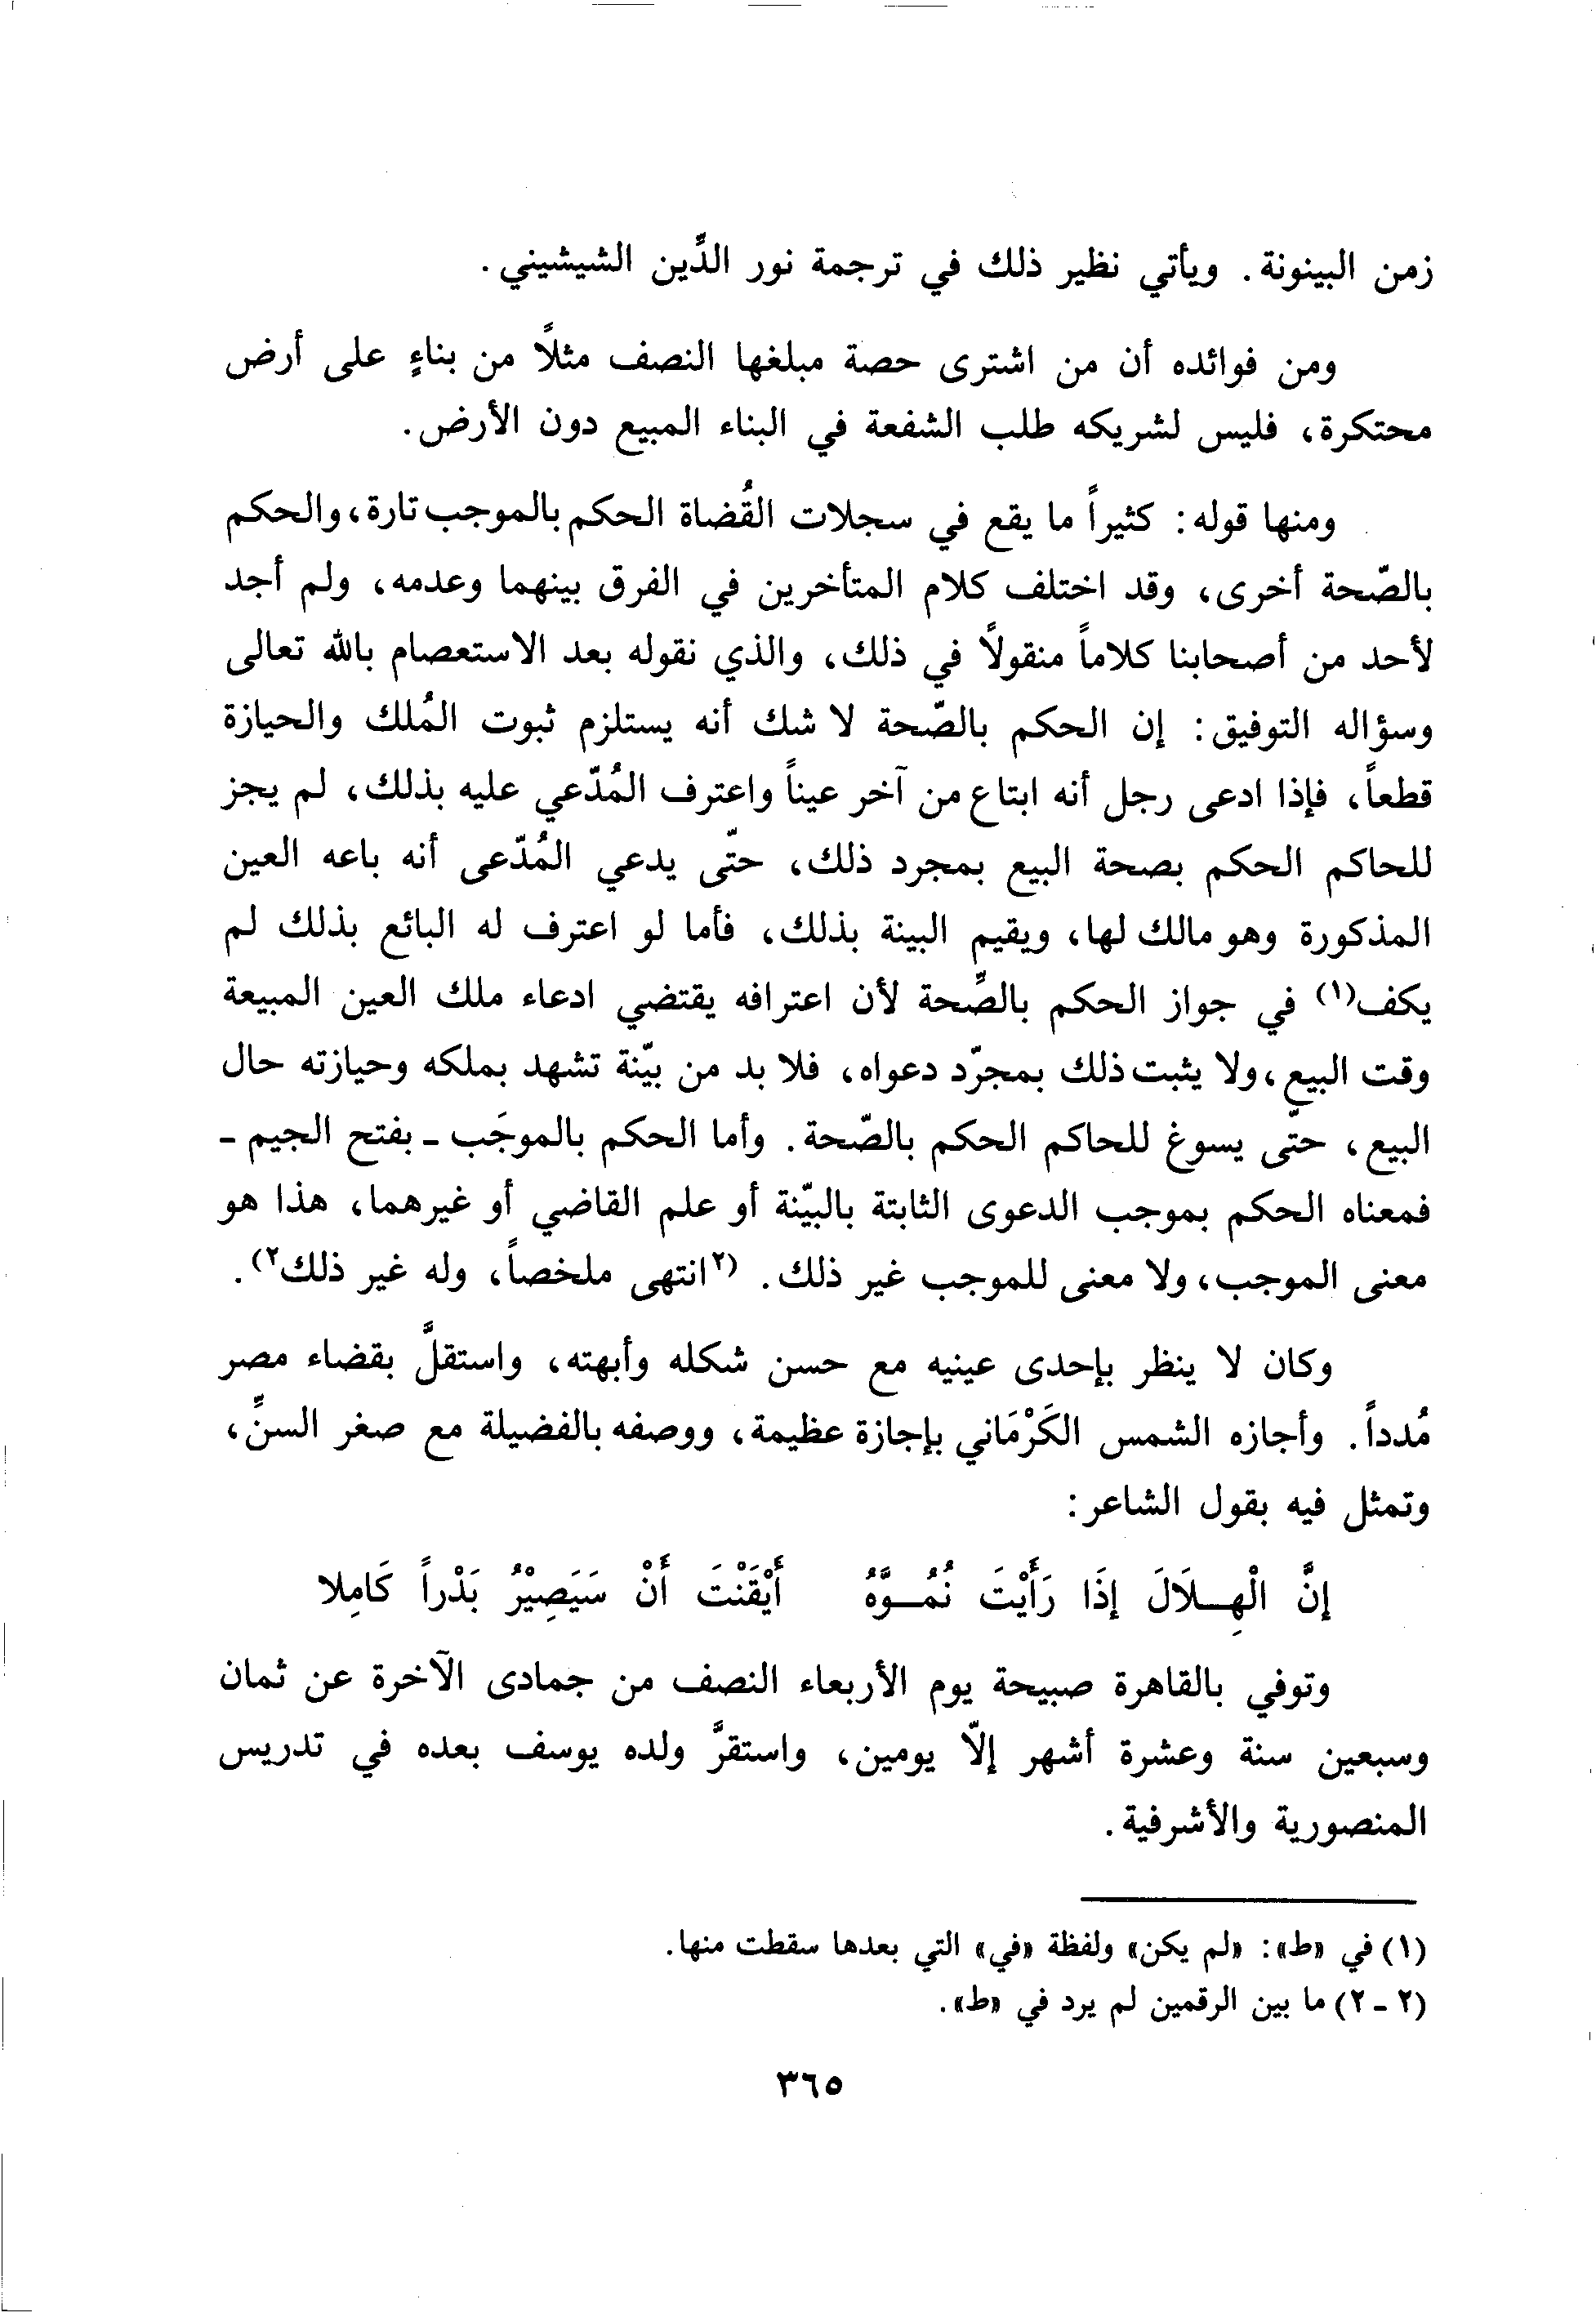 زمن البينونة. ويأتي نظير ذلك في ترجمة نور الدِّين الشيشيني.
ومن فوائده أن من اشترى حصة مبلغها النصف مثلاً من بناءٍ على أرض
محتكرة، فليس لشريكه طلب الشفعة في البناء المبيع دون الأرض.
ومنها قوله: كثيراً ما يقع في سجلات القُضاة الحكم بالموجب تارة، والحكم
بالصّحة أخرى، وقد اختلف كلام المتأخرين في الفرق بينهما وعدمه، ولم أجد
لأحد من أصحابنا كلاماً منقولاً في ذلك، والذي نقوله بعد الاستعصام بالله تعالى
وسؤاله التوفيق: إن الحكم بالصّحة لا شك أنه يستلزم ثبوت المُلك والحيازة
قطعاً، فإذا ادعى رجل أنه ابتاع من آخر عيناً واعترف المُدّعي عليه بذلك، لم يجز
للحاكم الحكم بصحة البيع بمجرد ذلك، حتّى يدعي المُدّعى أنه باعه العين
المذكورة وهو مالك لها، ويقيم البينة بذلك، فأما لو اعترف له البائع بذلك لم
يكف(١) في جواز الحكم بالصِّحة لأن اعترافه يقتضي ادعاء ملك العين المبيعة
وقت البيع، ولا يثبت ذلك بمجرّد دعواه، فلا بد من بيّنة تشهد بملكه وحيازته حال
البيع، حتّى يسوغ للحاكم الحكم بالصّحة. وأما الحكم بالموجَب - بفتح الجيم -
فمعناه الحكم بموجب الدعوى الثابتة بالبيّنة أو علم القاضي أو غيرهما، هذا هو
معنى الموجب، ولا معنى للموجب غير ذلك. (٢انتهى ملخصاً، وله غير ذلك٢).
وكان لا ينظر بإحدى عينيه مع حسن شكله وأبهته، واستقلَّ بقضاء مصر
مُدداً. وأجازه الشمس الكَرْمَاني بإجازة عظيمة، ووصفه بالفضيلة مع صغر السنِّ،
وتمثل فيه بقول الشاعر:
إنَّ الْهِـلَالَ إذَا رَأَيْتَ نُمُـوَّهُ أَيْقَنْتَ أَنْ سَيَصِيْرُ بَدْراً كَامِلا
وتوفي بالقاهرة صبيحة يوم الأربعاء النصف من جمادى الآخرة عن ثمان
وسبعين سنة وعشرة أشهر إلّا يومين، واستقرَّ ولده يوسف بعده في تدريس
المنصورية والأشرفية.
(١) في «ط»: «لم يكن» ولفظة «في» التي بعدها سقطت منها.
(٢ - ٢) ما بين الرقمين لم يرد في «ط».
٣٦٥